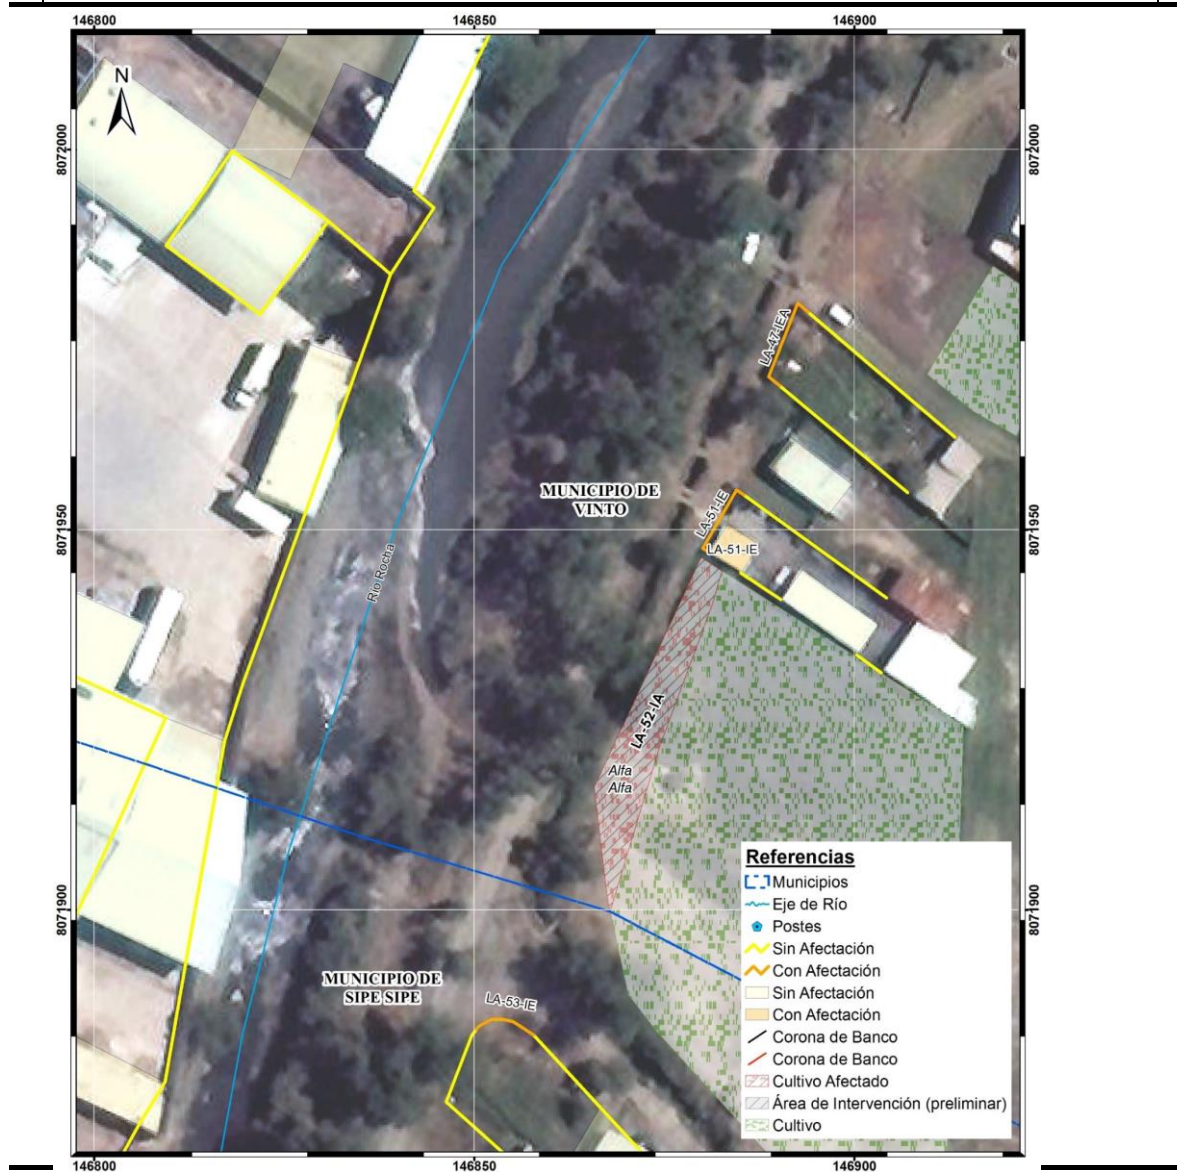 146800 146850 146900
N
8072000
8072000
LA-47-IEA
MUNICIPIO DE
VINTO
LA-51-IE
LA-51-IE
8071950
8071950
Río Rocha
LA-52-IA
Alfa
Alfa
8071900
8071900
MUNICIPIO DE
SIPE SIPE
LA-53-IE
Referencias
Municipios
Eje de Río
Postes
Sin Afectación
Con Afectación
Sin Afectación
Con Afectación
Corona de Banco
Corona de Banco
Cultivo Afectado
Área de Intervención (preliminar)
Cultivo
146800 146850 146900